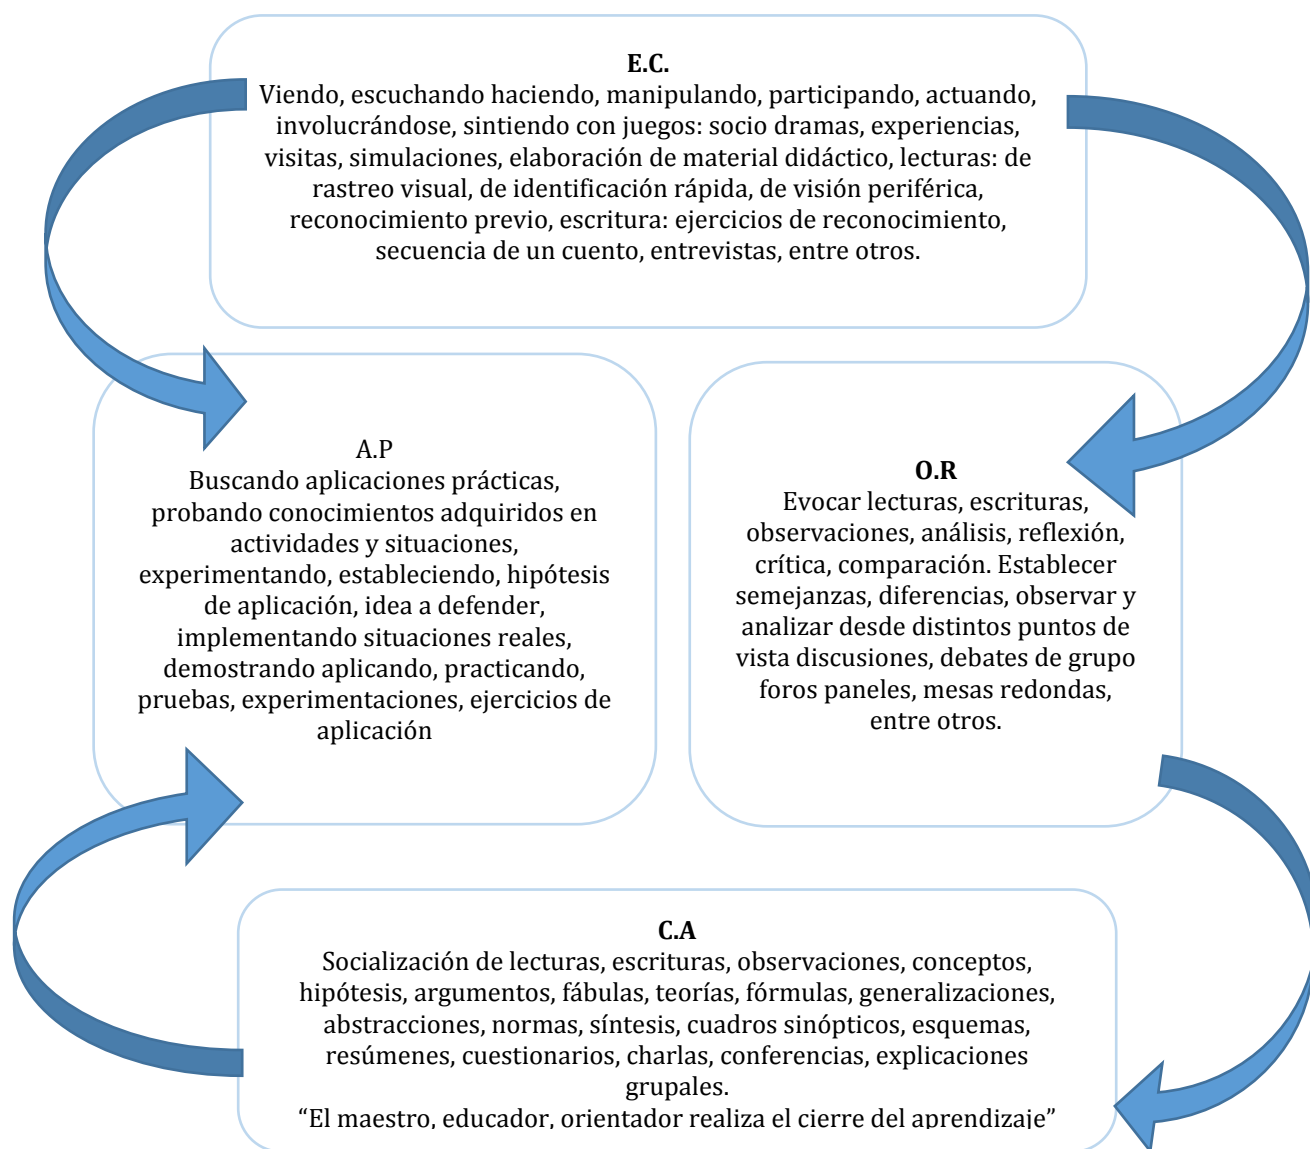 E.C.
Viendo, escuchando haciendo, manipulando, participando, actuando,
involucrándose, sintiendo con juegos: socio dramas, experiencias,
visitas, simulaciones, elaboración de material didáctico, lecturas: de
rastreo visual, de identificación rápida, de visión periférica,
reconocimiento previo, escritura: ejercicios de reconocimiento,
secuencia de un cuento, entrevistas, entre otros.
A.P
Buscando aplicaciones prácticas,
probando conocimientos adquiridos en
actividades y situaciones,
experimentando, estableciendo, hipótesis
de aplicación, idea a defender,
implementando situaciones reales,
demostrando aplicando, practicando,
pruebas, experimentaciones, ejercicios de
aplicación
O.R
Evocar lecturas, escrituras,
observaciones, análisis, reflexión,
crítica, comparación. Establecer
semejanzas, diferencias, observar y
analizar desde distintos puntos de
vista discusiones, debates de grupo
foros paneles, mesas redondas,
entre otros.
C.A
Socialización de lecturas, escrituras, observaciones, conceptos,
hipótesis, argumentos, fábulas, teorías, fórmulas, generalizaciones,
abstracciones, normas, síntesis, cuadros sinópticos, esquemas,
resúmenes, cuestionarios, charlas, conferencias, explicaciones
grupales.
“El maestro, educador, orientador realiza el cierre del aprendizaje”